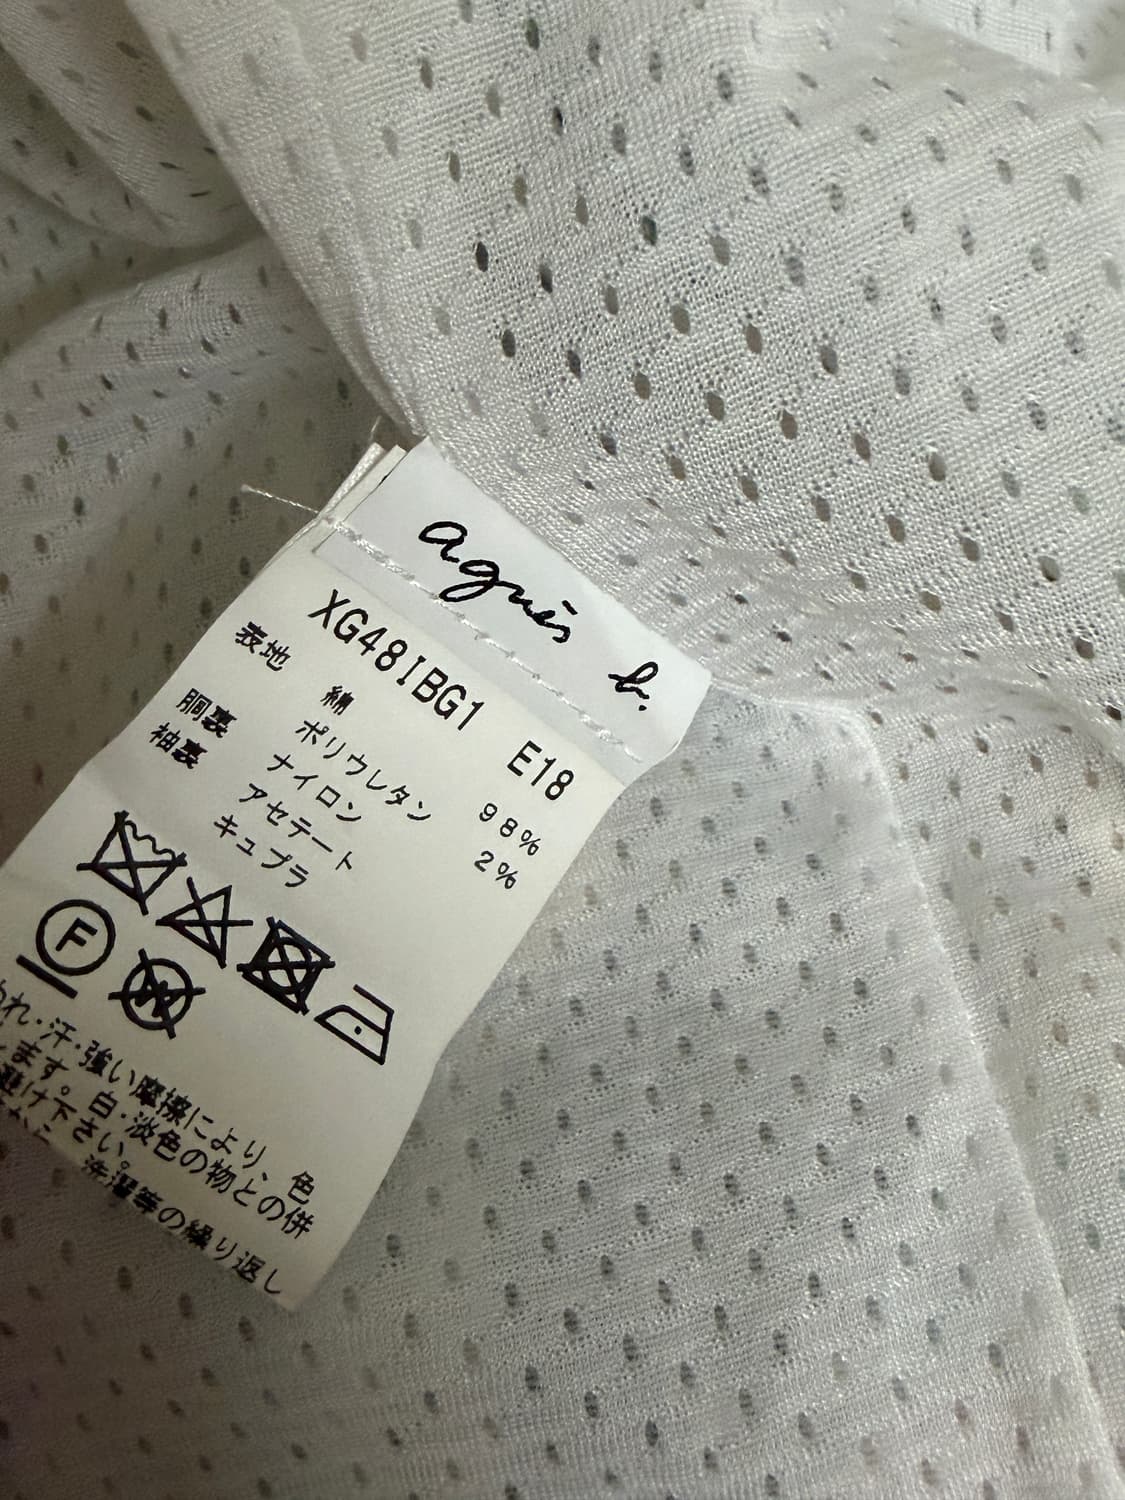 agnès b.
XG48IBG1 E18
表地 綿 98%
ポリウレタン 2%
胴裏 ナイロン
袖裏 アセテート
キュプラ
F
W
れ・汗・強い摩擦により、色
します。白・淡色の物との併
避け下さい。
洗濯等の繰り返し